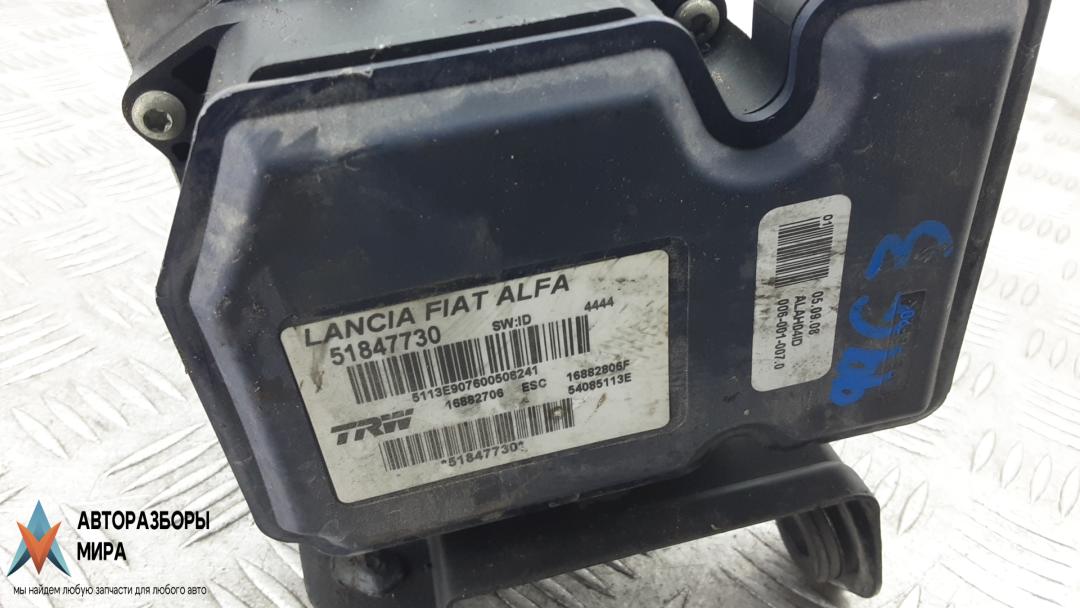 LANCIA FIAT ALFA
51847730
SW:ID
4444
5113E907600508241
16882706 ESC 16882806F
54085113E
TRW
*51847730*
01
05.09.08
ALAH04ID
006-001-007.0
АВТОРАЗБОРЫ
МИРА
мы найдем любую запчасти для любого авто